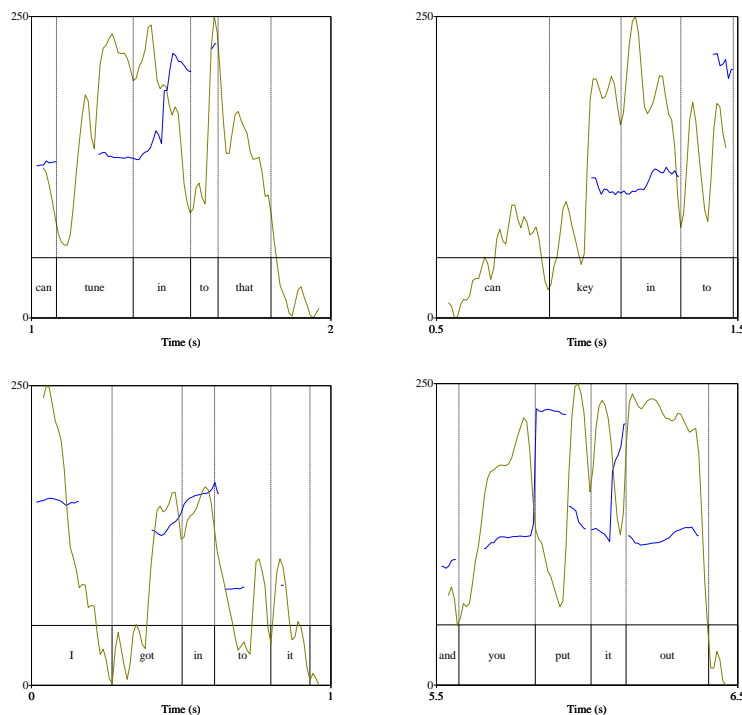 250
can tune in to that
0
1 2
Time (s)
250
can key in to
0.5 1.5
0
Time (s)
250
I got in to it
0
0 1
Time (s)
250
and you put it out
0
5.5 6.5
Time (s)